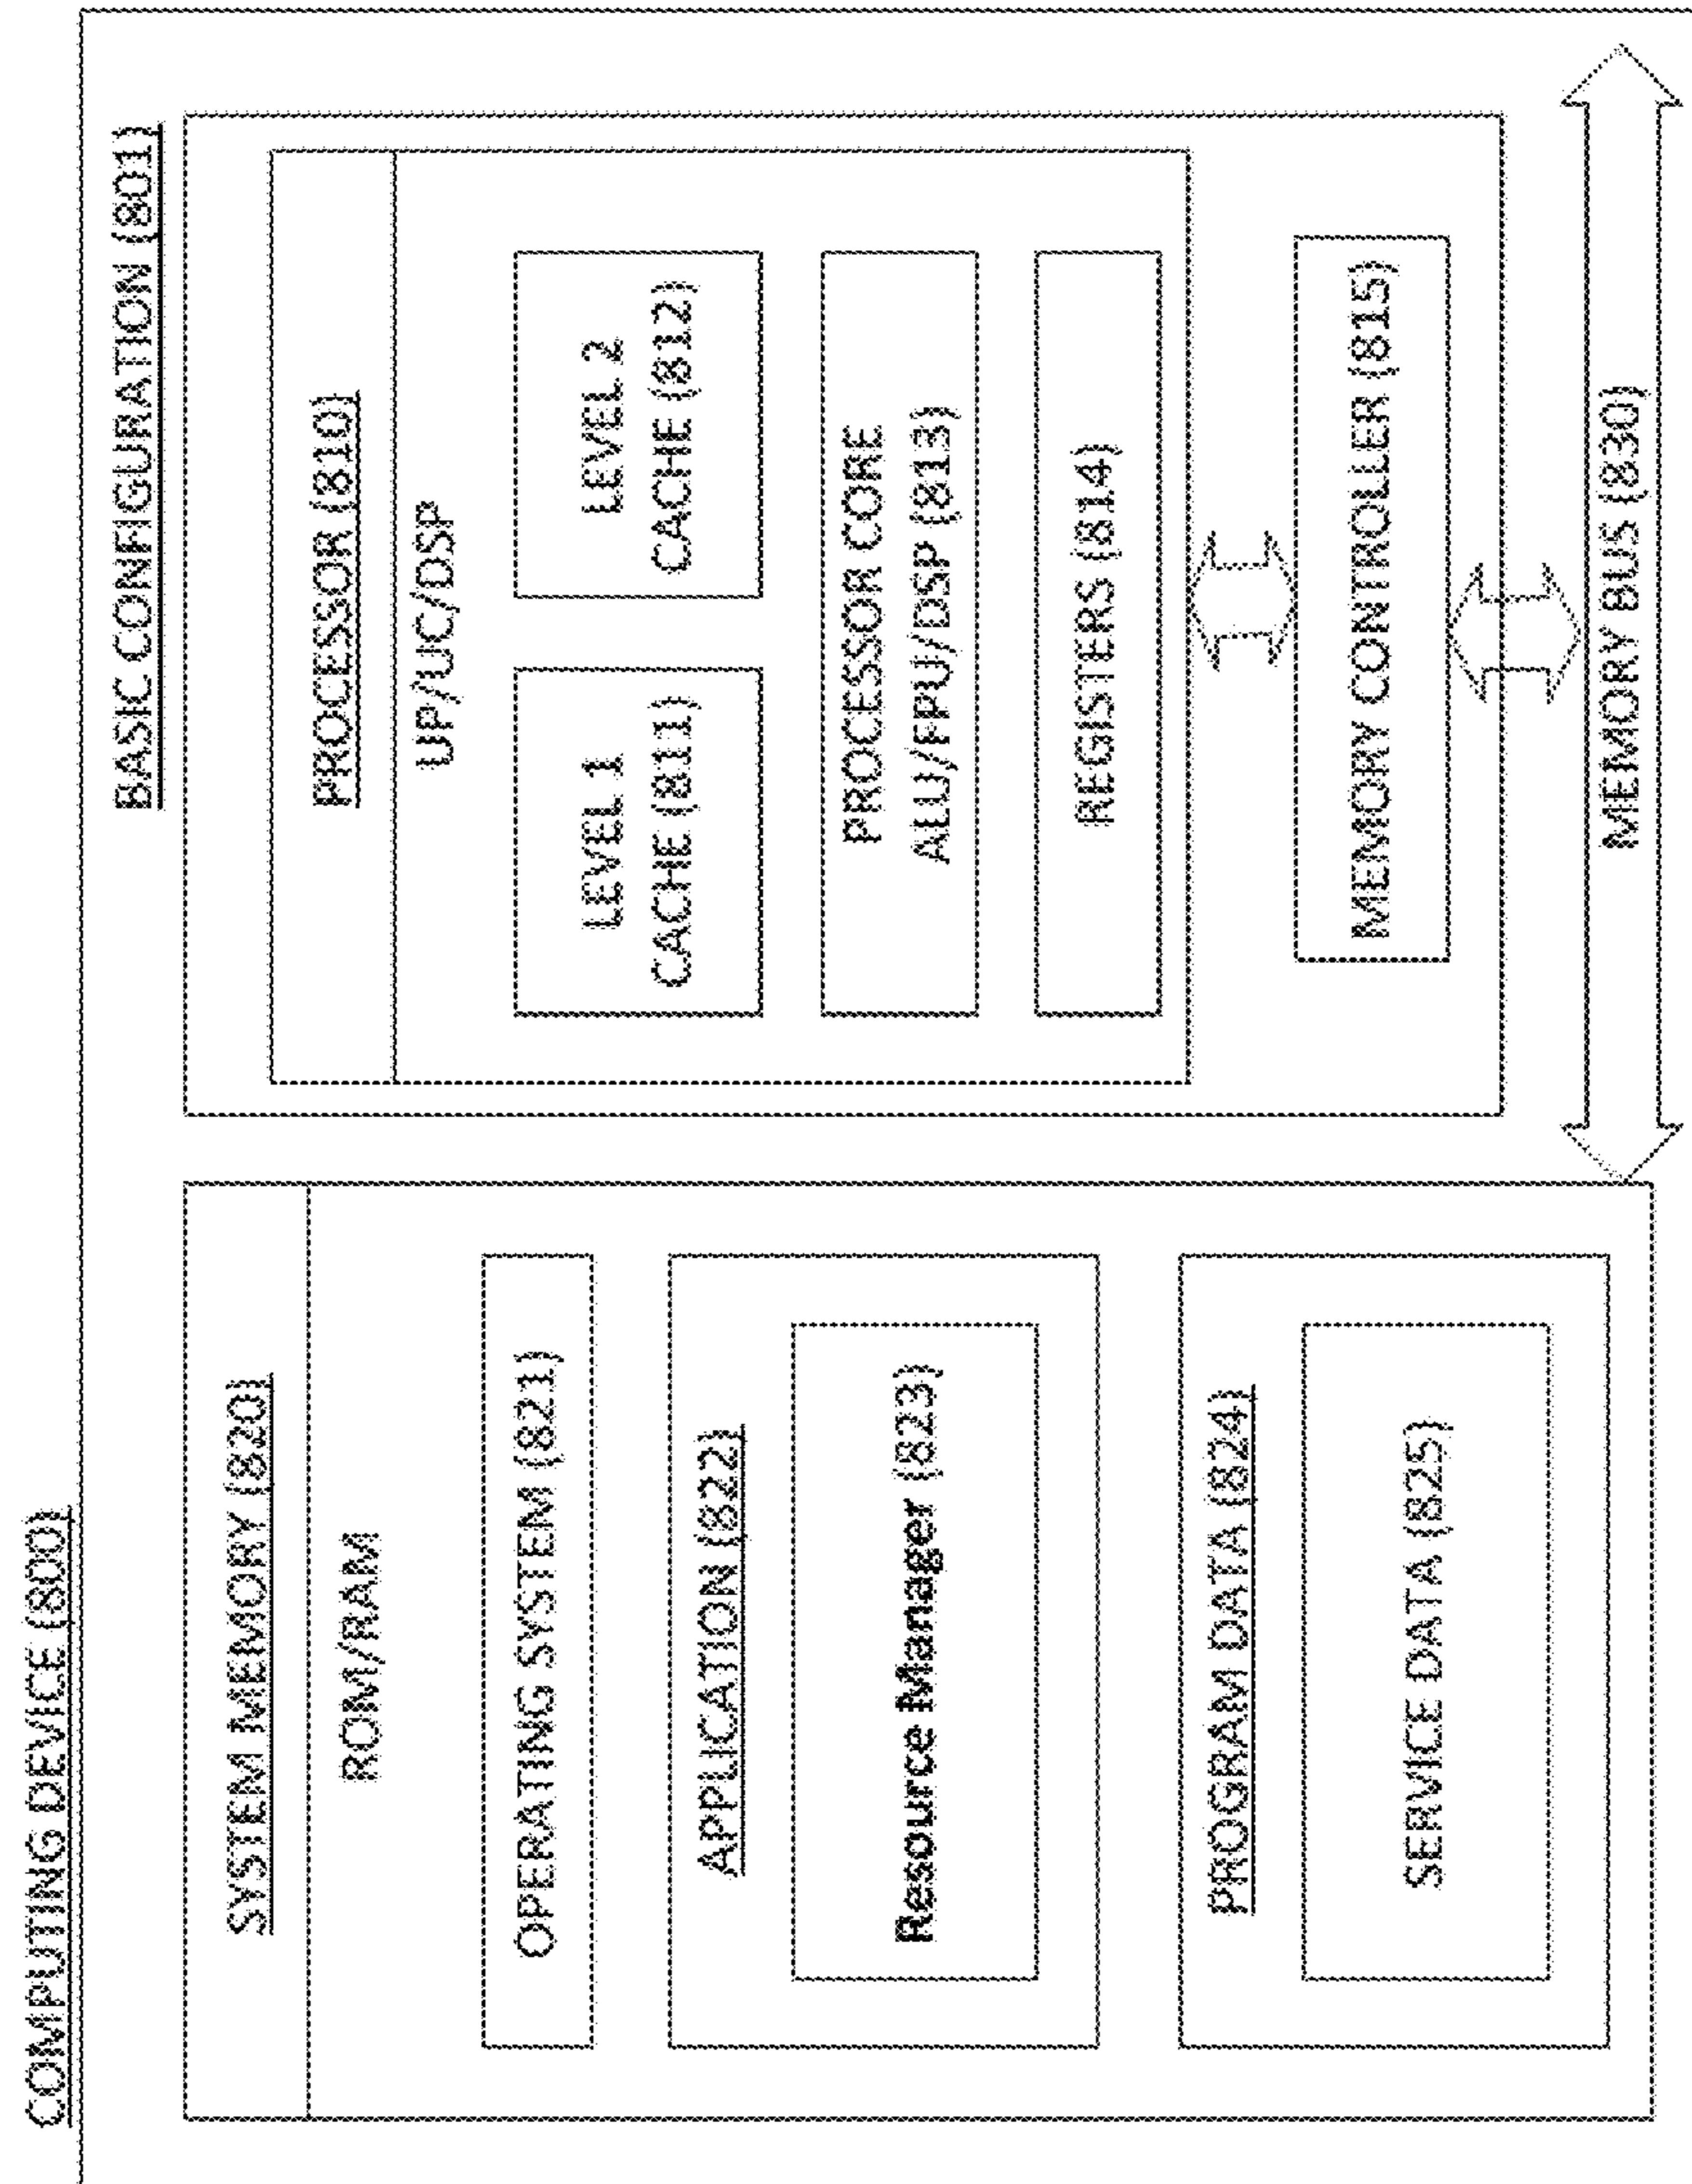 COMPUTING DEVICE (800)
SYSTEM MEMORY (820)
ROM/RAM
OPERATING SYSTEM (821)
APPLICATION (822)
Resource Manager (823)
PROGRAM DATA (824)
SERVICE DATA (825)
BASIC CONFIGURATION (801)
PROCESSOR (810)
UP/UC/DSP
LEVEL 1
CACHE (811)
LEVEL 2
CACHE (812)
PROCESSOR CORE
ALU/FPU/DSP (813)
REGISTERS (814)
MEMORY CONTROLLER (815)
MEMORY BUS (830)